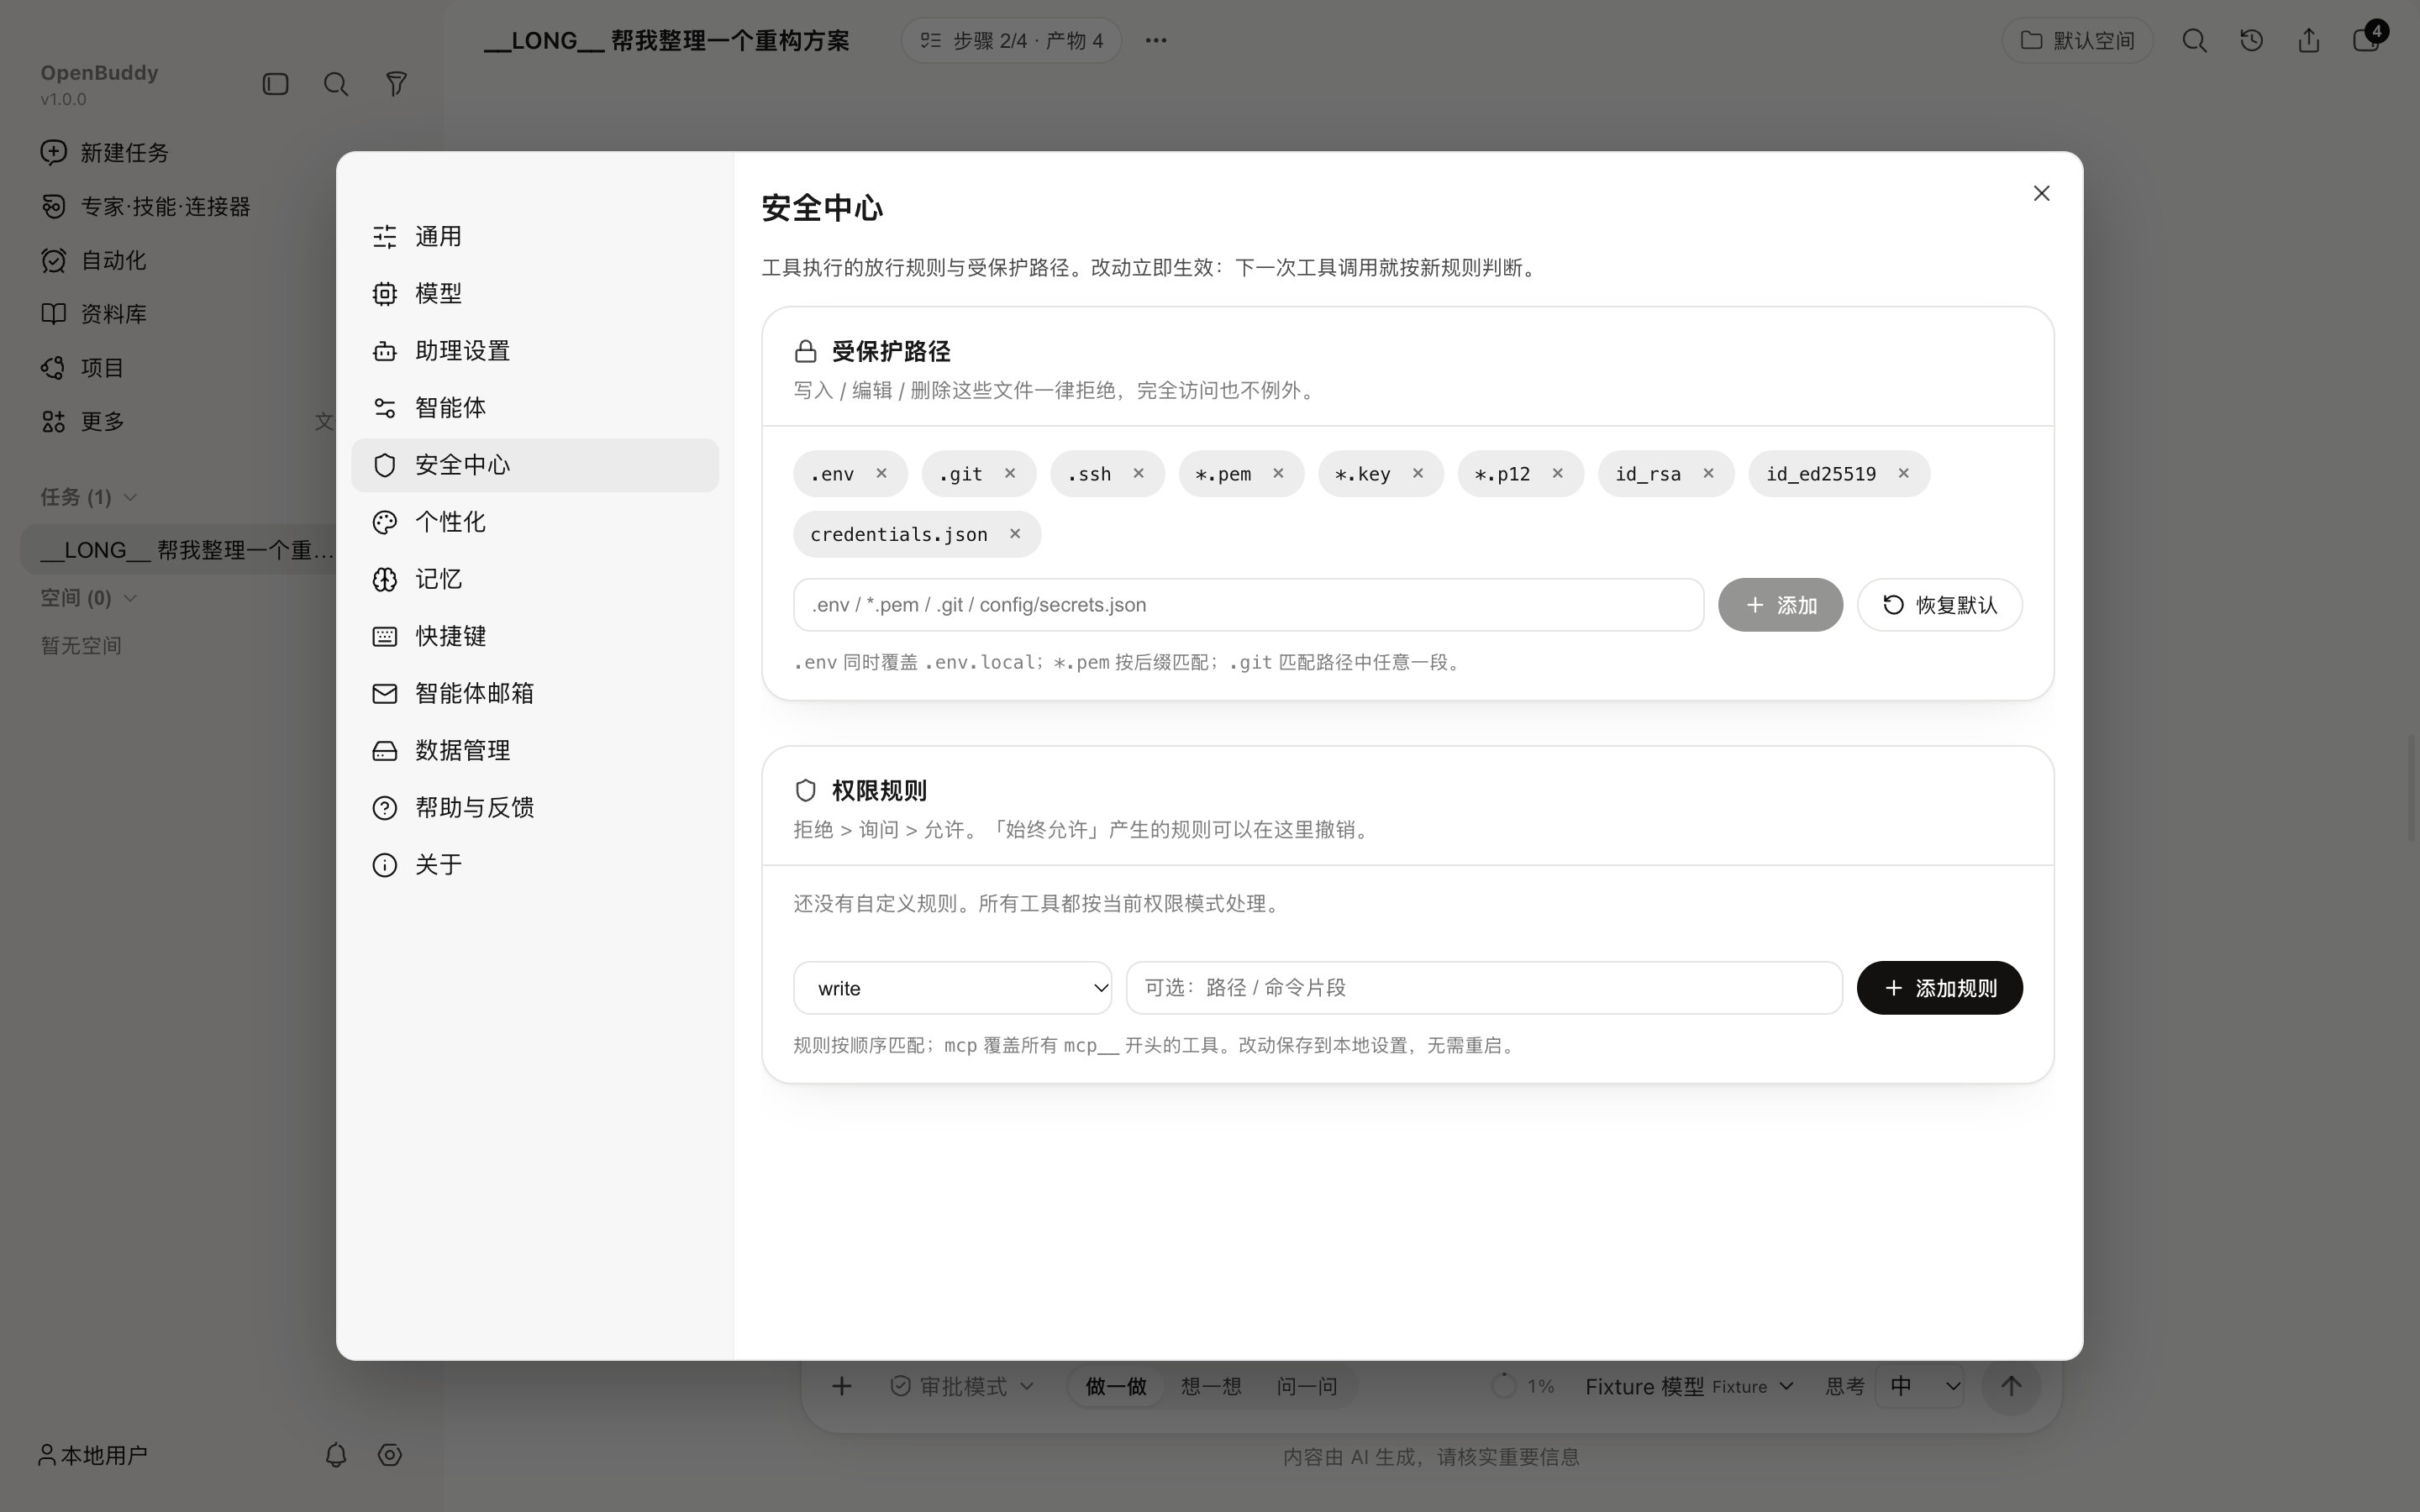 __LONG__ 帮我整理一个重构方案
步骤 2/4 · 产物 4
默认空间
4
OpenBuddy
v1.0.0
新建任务
专家·技能·连接器
自动化
资料库
项目
更多
文
任务 (1)
__LONG__ 帮我整理一个重…
空间 (0)
暂无空间
本地用户
通用
模型
助理设置
智能体
安全中心
个性化
记忆
快捷键
智能体邮箱
数据管理
帮助与反馈
关于
安全中心
工具执行的放行规则与受保护路径。改动立即生效：下一次工具调用就按新规则判断。
受保护路径
写入 / 编辑 / 删除这些文件一律拒绝，完全访问也不例外。
.env × .git × .ssh × *.pem × *.key × *.p12 × id_rsa × id_ed25519 ×
credentials.json ×
.env / *.pem / .git / config/secrets.json
添加
恢复默认
.env 同时覆盖 .env.local；*.pem 按后缀匹配；.git 匹配路径中任意一段。
权限规则
拒绝 > 询问 > 允许。「始终允许」产生的规则可以在这里撤销。
还没有自定义规则。所有工具都按当前权限模式处理。
write
可选：路径 / 命令片段
添加规则
规则按顺序匹配；mcp 覆盖所有 mcp__ 开头的工具。改动保存到本地设置，无需重启。
审批模式
做一做 想一想 问一问
1%
Fixture 模型 Fixture
思考 中
内容由 AI 生成，请核实重要信息